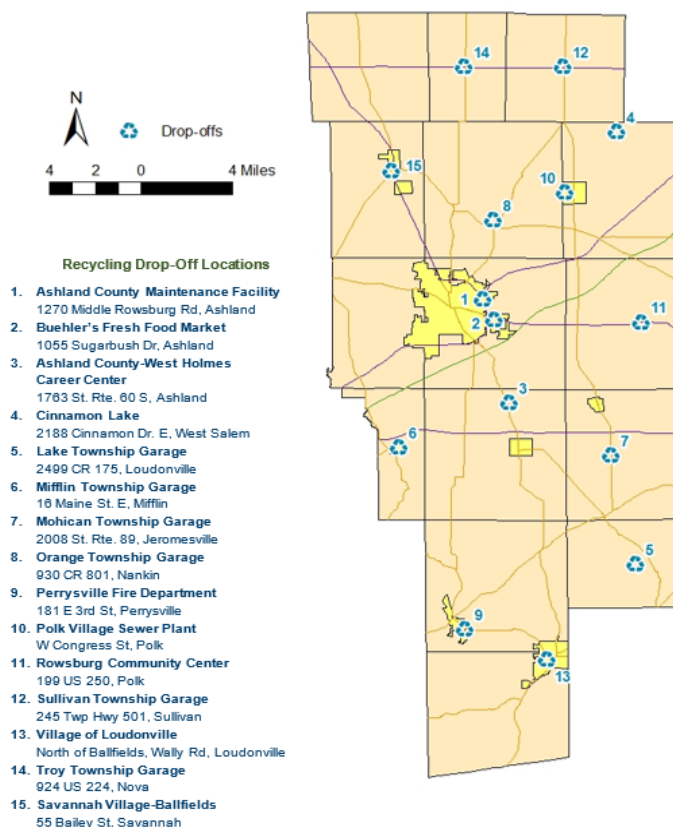 N
Drop-offs
4 2 0 4 Miles
Recycling Drop-Off Locations
1. Ashland County Maintenance Facility
1270 Middle Rowsburg Rd, Ashland
2. Buehler's Fresh Food Market
1055 Sugarbush Dr, Ashland
3. Ashland County-West Holmes
Career Center
1763 St. Rte. 60 S, Ashland
4. Cinnamon Lake
2188 Cinnamon Dr. E, West Salem
5. Lake Township Garage
2499 CR 175, Loudonville
6. Mifflin Township Garage
16 Maine St. E, Mifflin
7. Mohican Township Garage
2008 St. Rte. 89, Jeromesville
8. Orange Township Garage
930 CR 801, Nankin
9. Perrysville Fire Department
181 E 3rd St, Perrysville
10. Polk Village Sewer Plant
W Congress St, Polk
11. Rowsburg Community Center
199 US 250, Polk
12. Sullivan Township Garage
245 Twp Hwy 501, Sullivan
13. Village of Loudonville
North of Ballfields, Wally Rd, Loudonville
14. Troy Township Garage
924 US 224, Nova
15. Savannah Village-Ballfields
55 Bailey St, Savannah
14
12
4
15
10
8
1
2
11
3
6
7
5
9
13